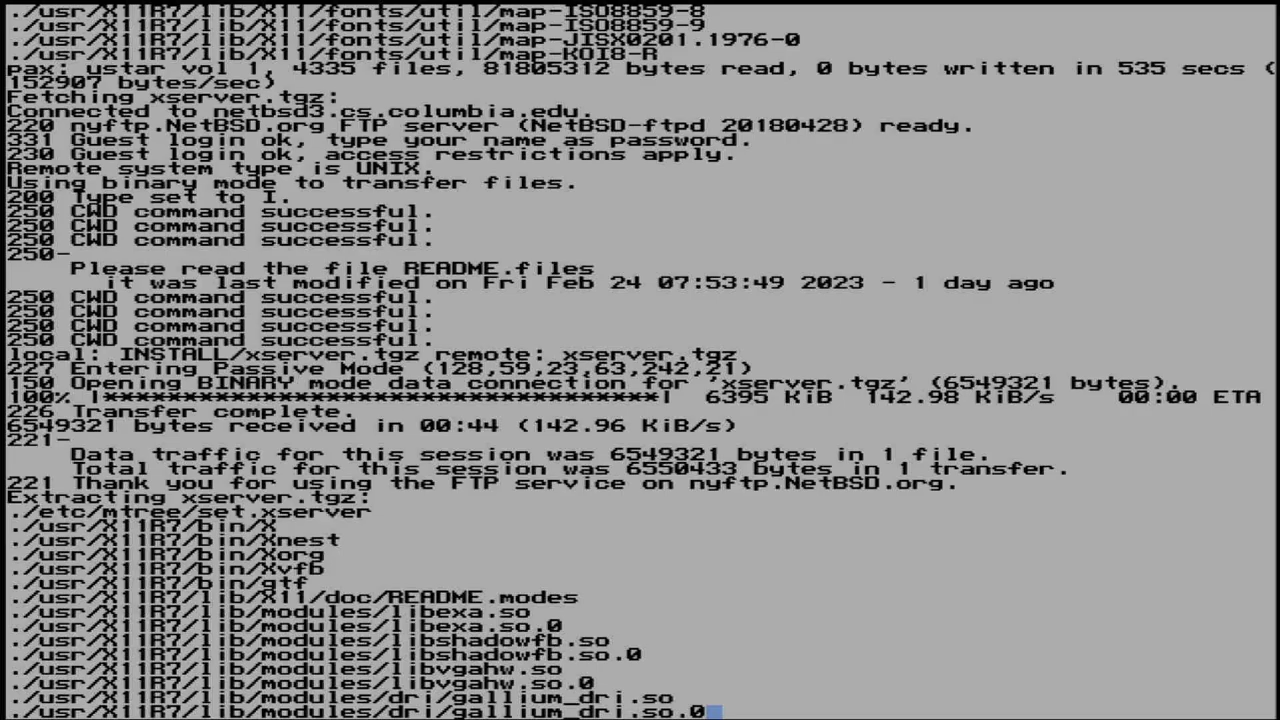 ./usr/X11R7/lib/X11/fonts/util/map-ISO8859-8
./usr/X11R7/lib/X11/fonts/util/map-ISO8859-9
./usr/X11R7/lib/X11/fonts/util/map-JISX0201.1976-0
./usr/X11R7/lib/X11/fonts/util/map-KOI8-R
pax: ustar vol 1, 4335 files, 81805312 bytes read, 0 bytes written in 535 secs (
152907 bytes/sec)
Fetching xserver.tgz:
Connected to netbsd3.cs.columbia.edu.
220 nyftp.NetBSD.org FTP server (NetBSD-ftpd 20180428) ready.
331 Guest login ok, type your name as password.
230 Guest login ok, access restrictions apply.
Remote system type is UNIX.
Using binary mode to transfer files.
200 Type set to I.
250 CWD command successful.
250 CWD command successful.
250 CWD command successful.
250-
    Please read the file README.files
      it was last modified on Fri Feb 24 07:53:49 2023 - 1 day ago
250 CWD command successful.
250 CWD command successful.
250 CWD command successful.
250 CWD command successful.
local: INSTALL/xserver.tgz remote: xserver.tgz
227 Entering Passive Mode (128,59,23,63,242,21)
150 Opening BINARY mode data connection for 'xserver.tgz' (6549321 bytes).
100% |***********************************|  6395 KiB  142.98 KiB/s    00:00 ETA
226 Transfer complete.
6549321 bytes received in 00:44 (142.96 KiB/s)
221-
    Data traffic for this session was 6549321 bytes in 1 file.
    Total traffic for this session was 6550433 bytes in 1 transfer.
221 Thank you for using the FTP service on nyftp.NetBSD.org.
Extracting xserver.tgz:
./etc/mtree/set.xserver
./usr/X11R7/bin/X
./usr/X11R7/bin/Xnest
./usr/X11R7/bin/Xorg
./usr/X11R7/bin/Xvfb
./usr/X11R7/bin/gtf
./usr/X11R7/lib/X11/doc/README.modes
./usr/X11R7/lib/modules/libexa.so
./usr/X11R7/lib/modules/libexa.so.0
./usr/X11R7/lib/modules/libshadowfb.so
./usr/X11R7/lib/modules/libshadowfb.so.0
./usr/X11R7/lib/modules/libvgahw.so
./usr/X11R7/lib/modules/libvgahw.so.0
./usr/X11R7/lib/modules/dri/gallium_dri.so
./usr/X11R7/lib/modules/dri/gallium_dri.so.0